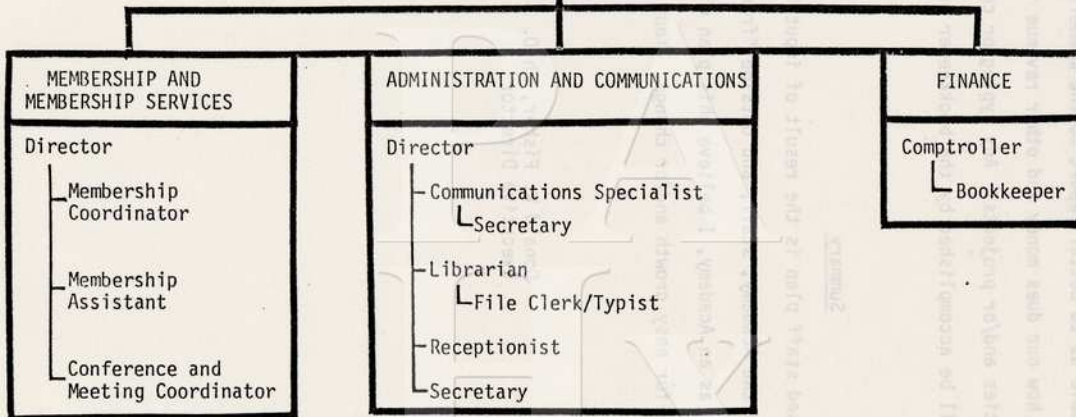 MEMBERSHIP AND
MEMBERSHIP SERVICES
Director
Membership
Coordinator
Membership
Assistant
Conference and
Meeting Coordinator
ADMINISTRATION AND COMMUNICATIONS
Director
Communications Specialist
Secretary
Librarian
File Clerk/Typist
Receptionist
Secretary
FINANCE
Comptroller
Bookkeeper